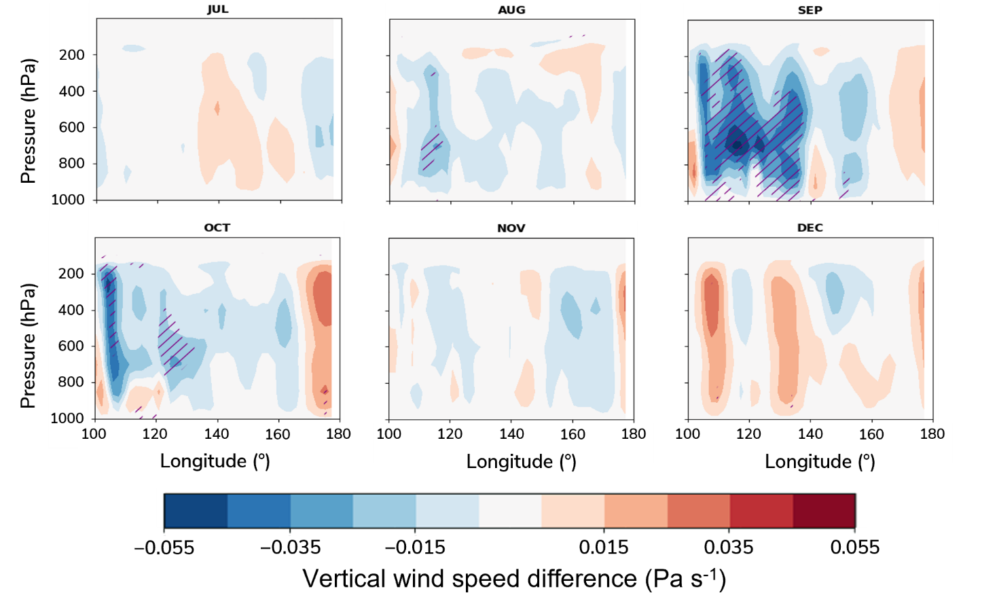 JUL
AUG
SEP
Pressure (hPa)
200
400
600
800
1000
OCT
NOV
DEC
Pressure (hPa)
200
400
600
800
1000
100 120 140 160 180
100 120 140 160 180
100 120 140 160 180
Longitude (°)
Longitude (°)
Longitude (°)
−0.055 −0.035 −0.015 0.015 0.035 0.055
Vertical wind speed difference (Pa s-1)